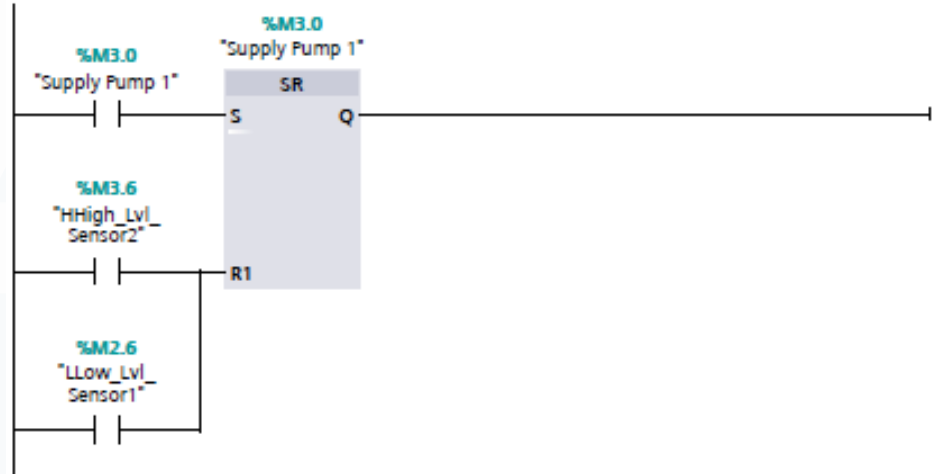 %M3.0
"Supply Pump 1"
%M3.0
"Supply Pump 1"
SR
S
Q
%M3.6
"HHigh_Lvl_
Sensor2"
R1
%M2.6
"LLow_Lvl_
Sensor1"